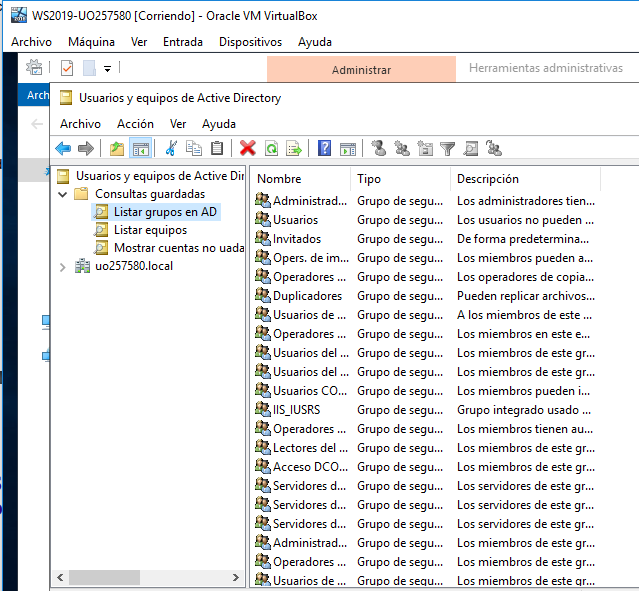 WS2019-UO257580 [Corriendo] - Oracle VM VirtualBox
Archivo Máquina Ver Entrada Dispositivos Ayuda
Administrar Herramientas administrativas
Arch
Usuarios y equipos de Active Directory
Archivo Acción Ver Ayuda
Usuarios y equipos de Active Dir
Consultas guardadas
Listar grupos en AD
Listar equipos
Mostrar cuentas no uada
uo257580.local
Nombre Tipo Descripción
Administrad... Grupo de segu... Los administradores tien...
Usuarios Grupo de segu... Los usuarios no pueden ...
Invitados Grupo de segu... De forma predetermina...
Opers. de im... Grupo de segu... Los miembros pueden a...
Operadores ... Grupo de segu... Los operadores de copia...
Duplicadores Grupo de segu... Pueden replicar archivos...
Usuarios de ... Grupo de segu... A los miembros de este ...
Operadores ... Grupo de segu... Los miembros en este e...
Usuarios del ... Grupo de segu... Los miembros de este gr...
Usuarios del ... Grupo de segu... Los miembros de este gr...
Usuarios CO... Grupo de segu... Los miembros pueden i...
IIS_IUSRS Grupo de segu... Grupo integrado usado ...
Operadores ... Grupo de segu... Los miembros tienen au...
Lectores del ... Grupo de segu... Los miembros de este gr...
Acceso DCO... Grupo de segu... Los miembros de este gr...
Servidores d... Grupo de segu... Los servidores de este gr...
Servidores d... Grupo de segu... Los servidores de este gr...
Servidores d... Grupo de segu... Los servidores de este gr...
Administrad... Grupo de segu... Los miembros de este gr...
Operadores ... Grupo de segu... Los miembros de este gr...
Usuarios de ... Grupo de segu... Los miembros de este gr...